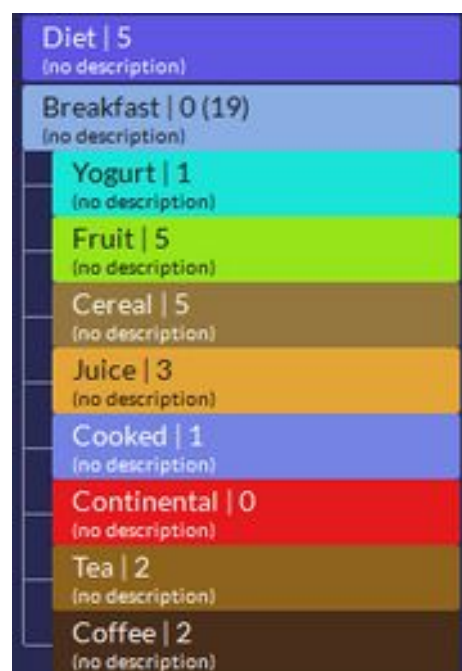 Diet | 5
(no description)
Breakfast | 0 (19)
(no description)
Yogurt | 1
(no description)
Fruit | 5
(no description)
Cereal | 5
(no description)
Juice | 3
(no description)
Cooked | 1
(no description)
Continental | 0
(no description)
Tea | 2
(no description)
Coffee | 2
(no description)